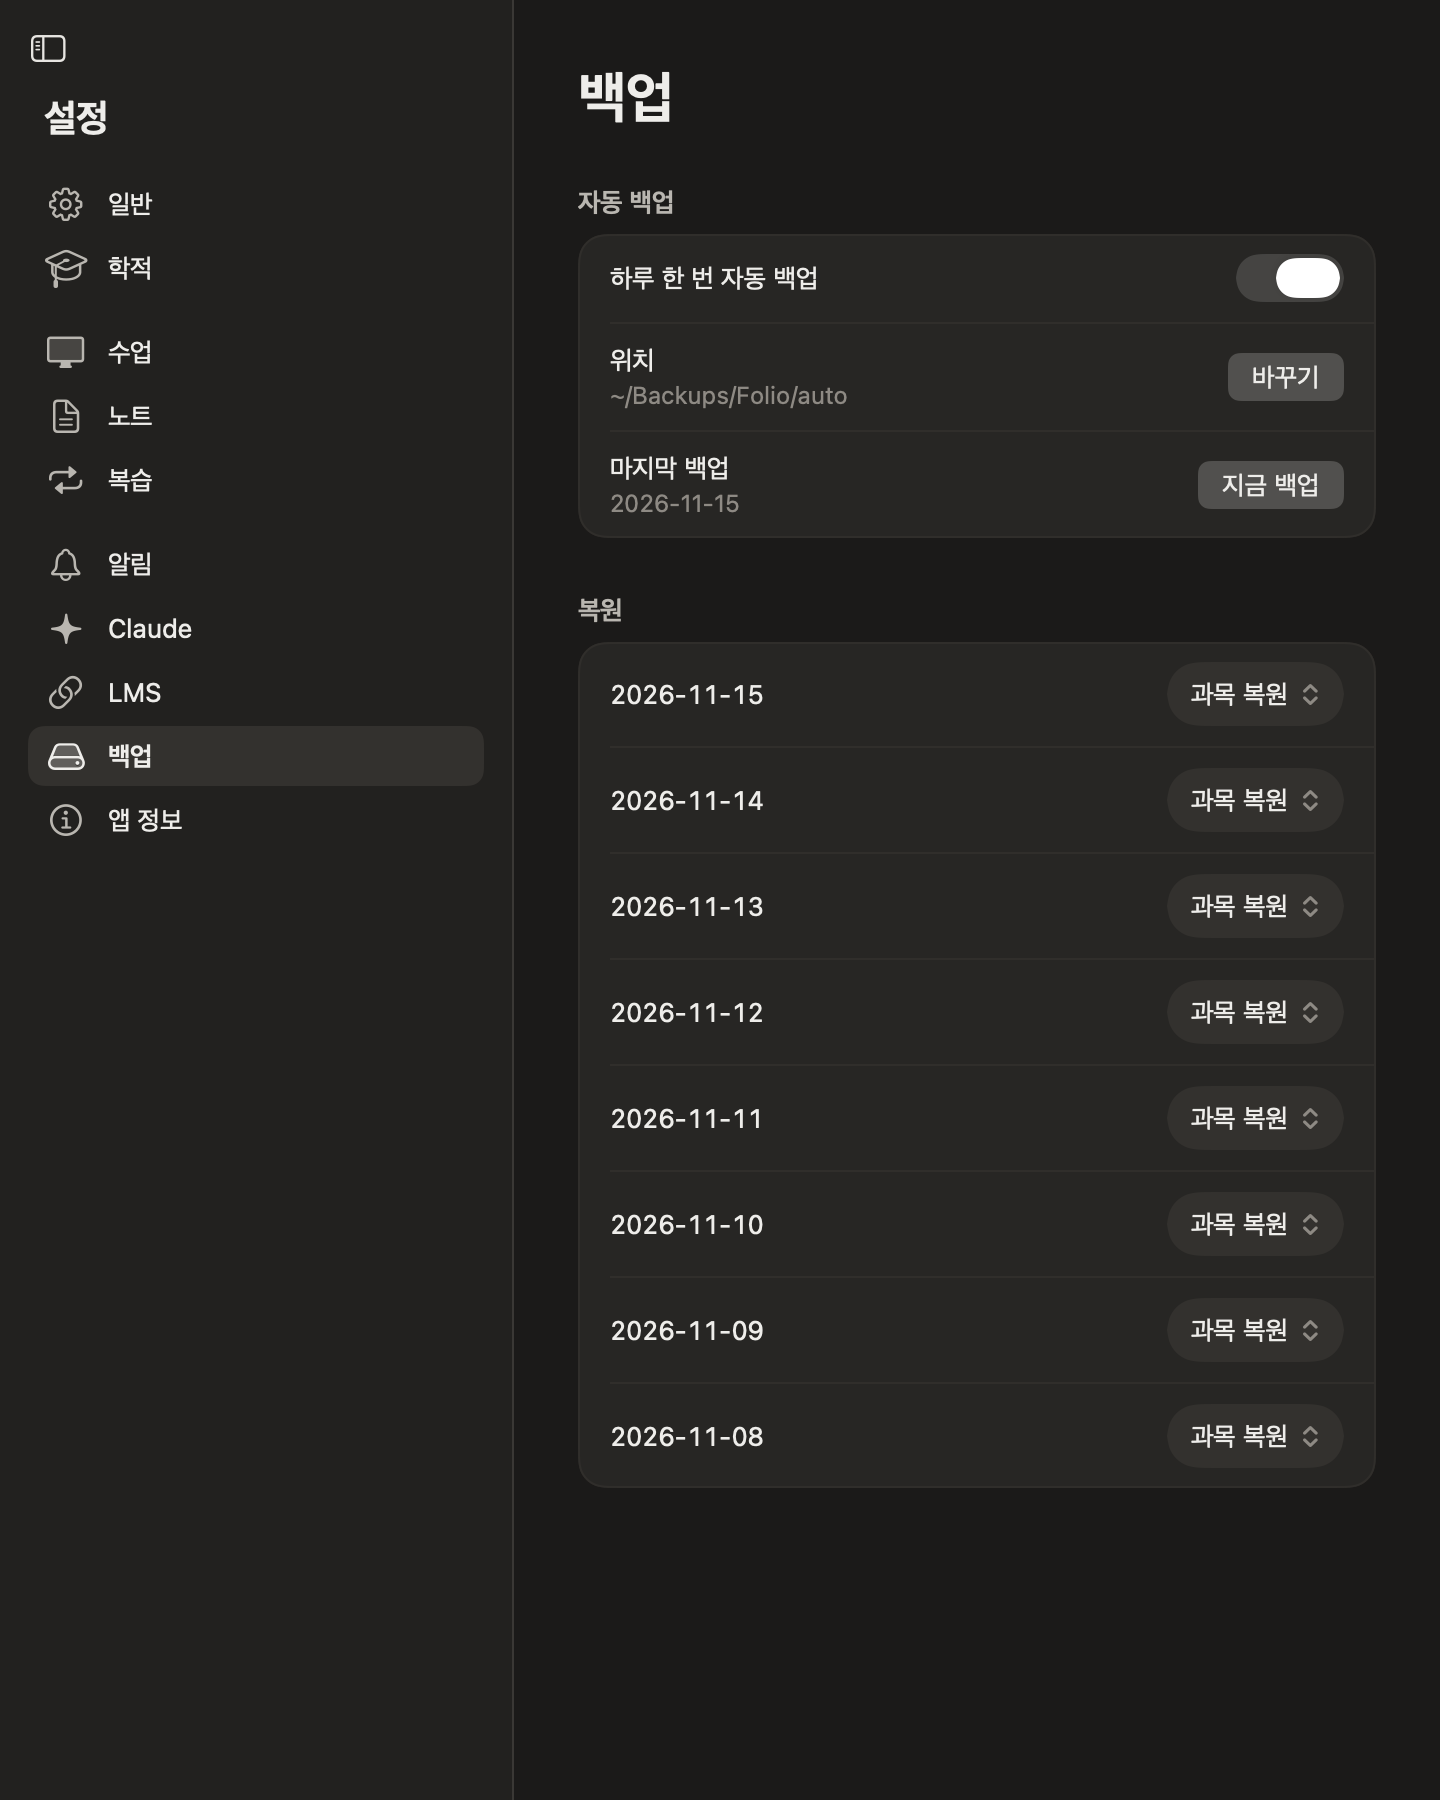 설정
일반
학적
수업
노트
복습
알림
Claude
LMS
백업
앱 정보
백업
자동 백업
하루 한 번 자동 백업
위치
~/Backups/Folio/auto
바꾸기
마지막 백업
2026-11-15
지금 백업
복원
2026-11-15 과목 복원
2026-11-14 과목 복원
2026-11-13 과목 복원
2026-11-12 과목 복원
2026-11-11 과목 복원
2026-11-10 과목 복원
2026-11-09 과목 복원
2026-11-08 과목 복원